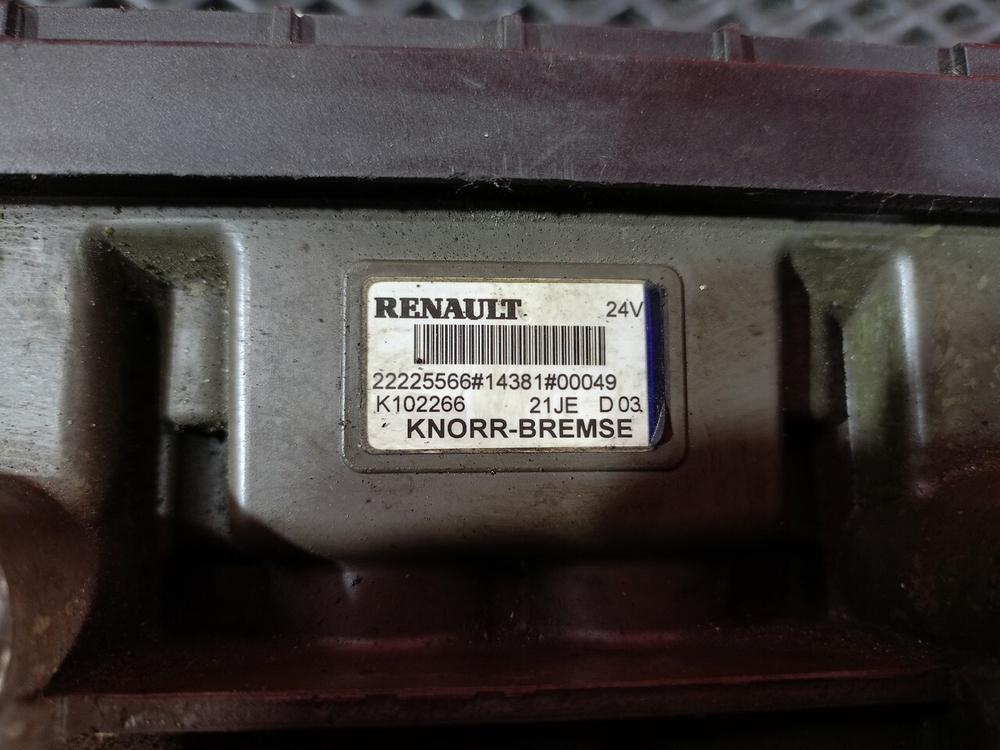 RENAULT 24V
22225566#14381#00049
K102266 21JE D 03
KNORR-BREMSE